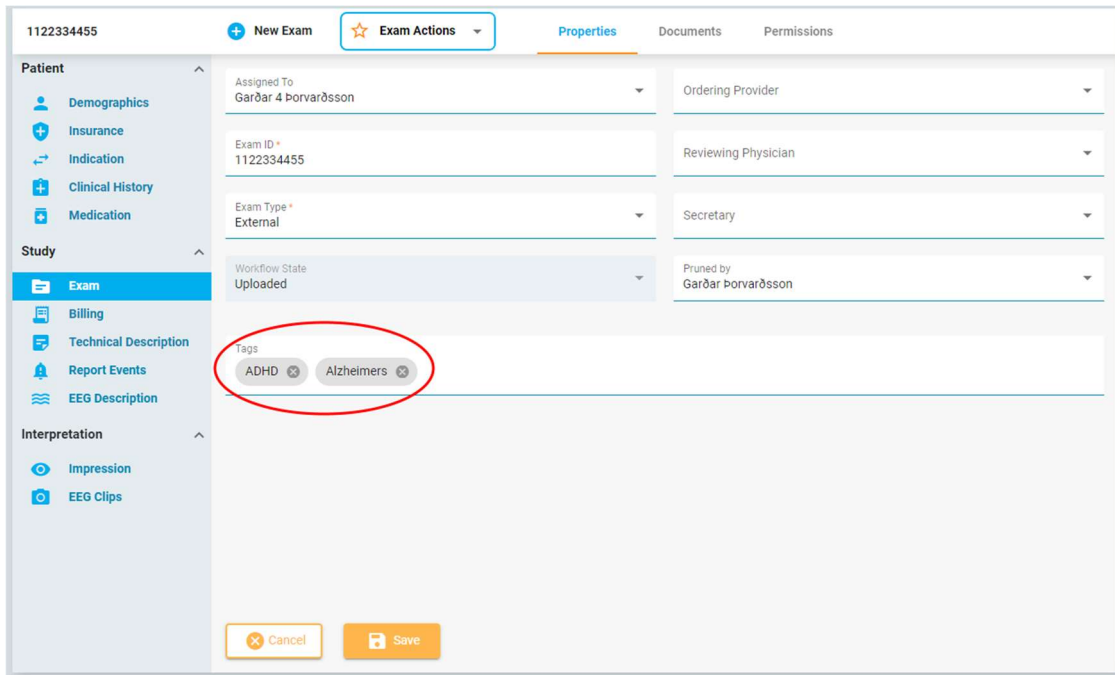 1122334455
New Exam
Exam Actions
Properties
Documents
Permissions
Patient
Demographics
Insurance
Indication
Clinical History
Medication
Study
Exam
Billing
Technical Description
Report Events
EEG Description
Interpretation
Impression
EEG Clips
Assigned To
Garðar 4 Þorvarðsson
Ordering Provider
Exam ID *
1122334455
Reviewing Physician
Exam Type *
External
Secretary
Workflow State
Uploaded
Pruned by
Garðar Þorvarðsson
Tags
ADHD
Alzheimers
Cancel
Save